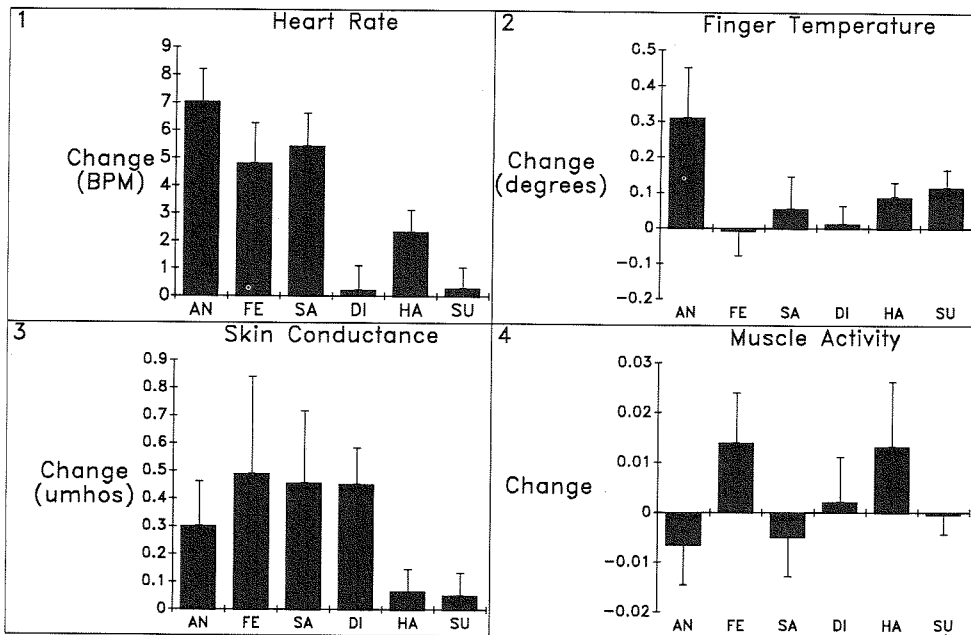 1
Heart Rate
9
8
7
6
5
4
3
2
1
0
Change
(BPM)
AN FE SA DI HA SU
2
Finger Temperature
0.5
0.4
0.3
0.2
0.1
0
-0.1
-0.2
Change
(degrees)
AN FE SA DI HA SU
3
Skin Conductance
0.9
0.8
0.7
0.6
0.5
0.4
0.3
0.2
0.1
0
Change
(umhos)
AN FE SA DI HA SU
4
Muscle Activity
0.03
0.02
0.01
0
-0.01
-0.02
Change
AN FE SA DI HA SU